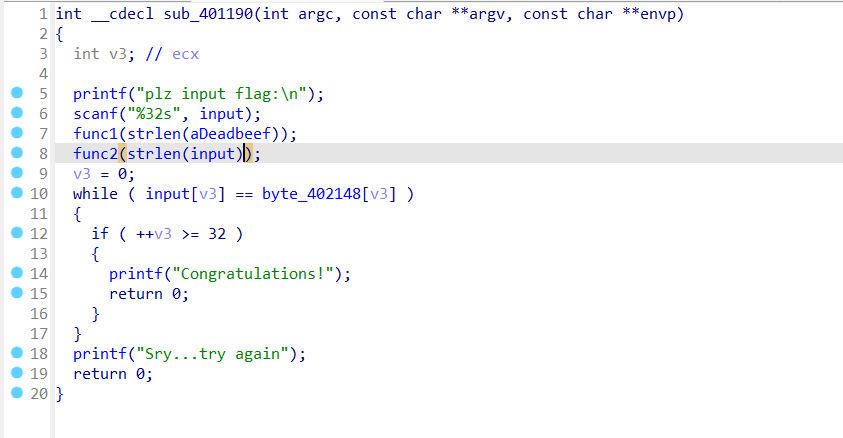 1 int __cdecl sub_401190(int argc, const char **argv, const char **envp)
2 {
3   int v3; // ecx
4
5   printf("plz input flag:\n");
6   scanf("%32s", input);
7   func1(strlen(aDeadbeef));
8   func2(strlen(input));
9   v3 = 0;
10   while ( input[v3] == byte_402148[v3] )
11   {
12     if ( ++v3 >= 32 )
13     {
14       printf("Congratulations!");
15       return 0;
16     }
17   }
18   printf("Sry...try again");
19   return 0;
20 }